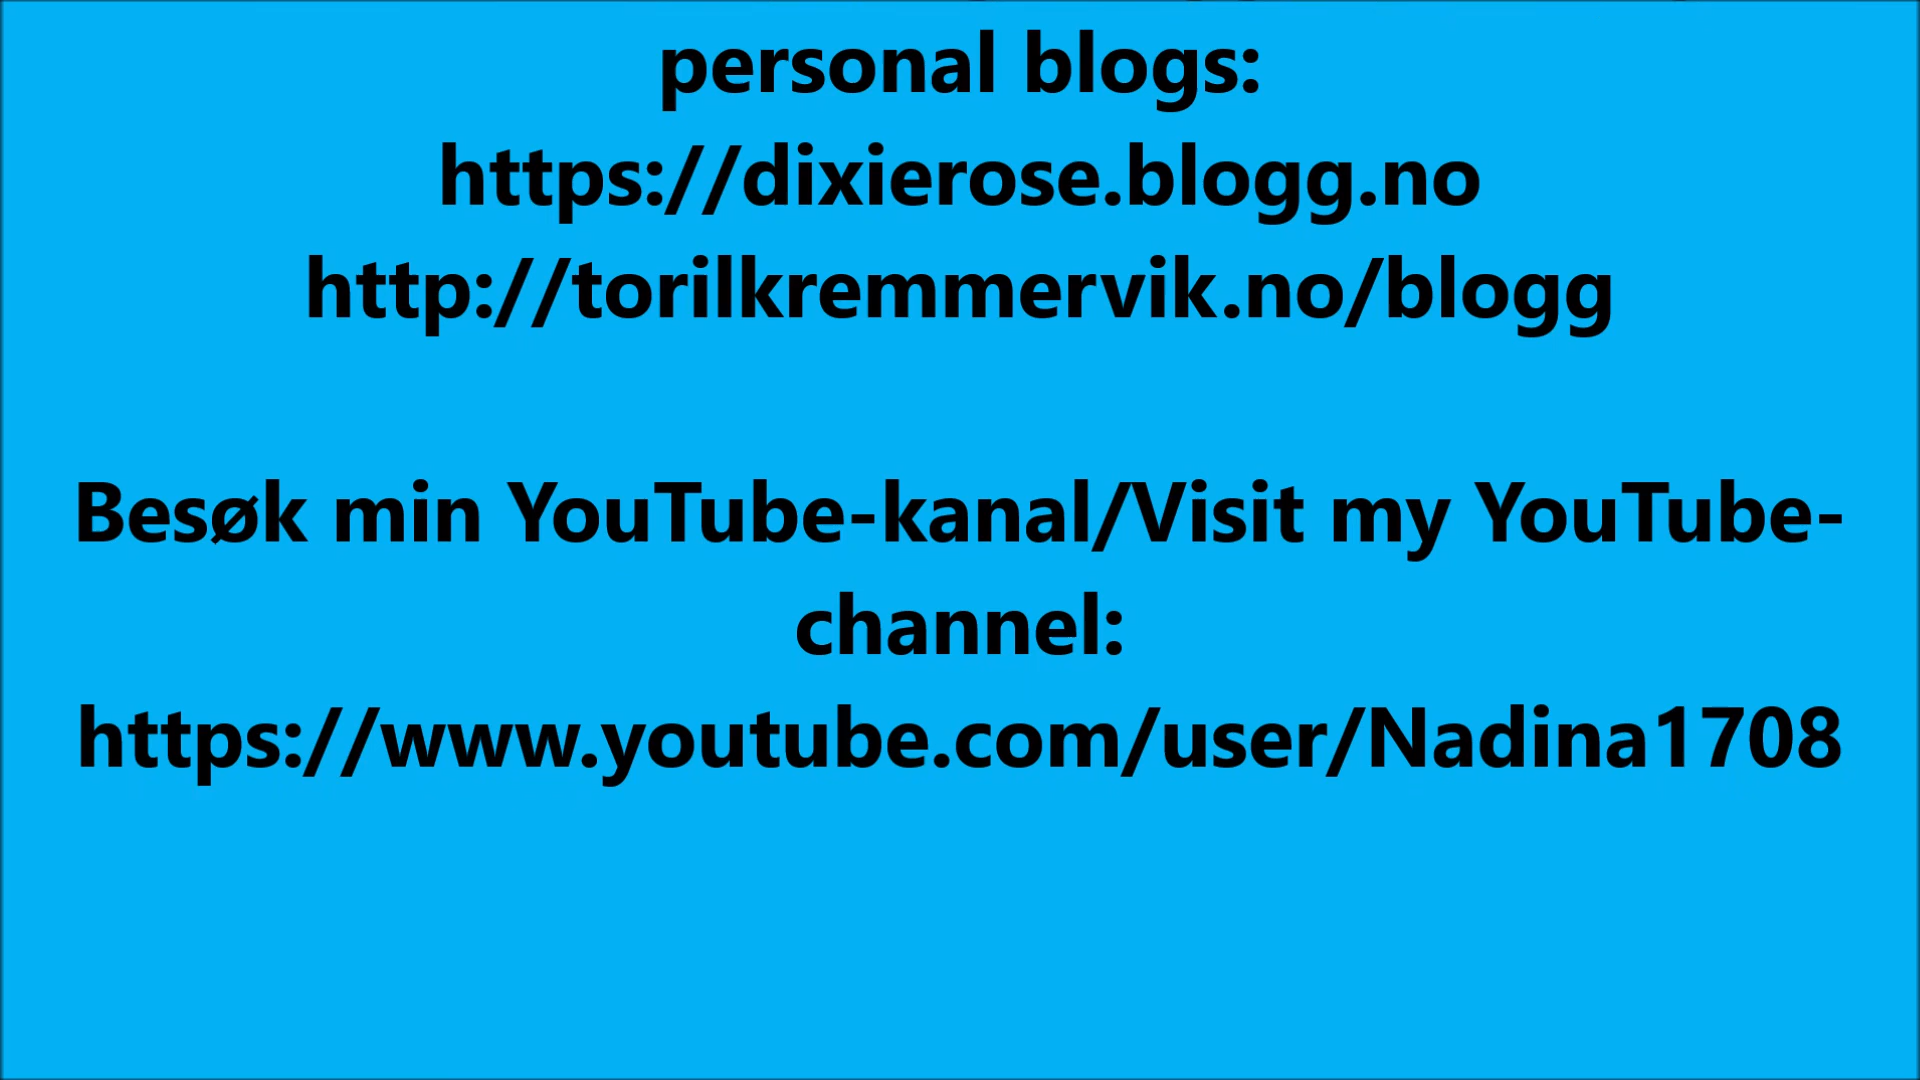 personal blogs:
https://dixierose.blogg.no
http://torilkremmervik.no/blogg
Besøk min YouTube-kanal/Visit my YouTube-
channel:
https://www.youtube.com/user/Nadina1708